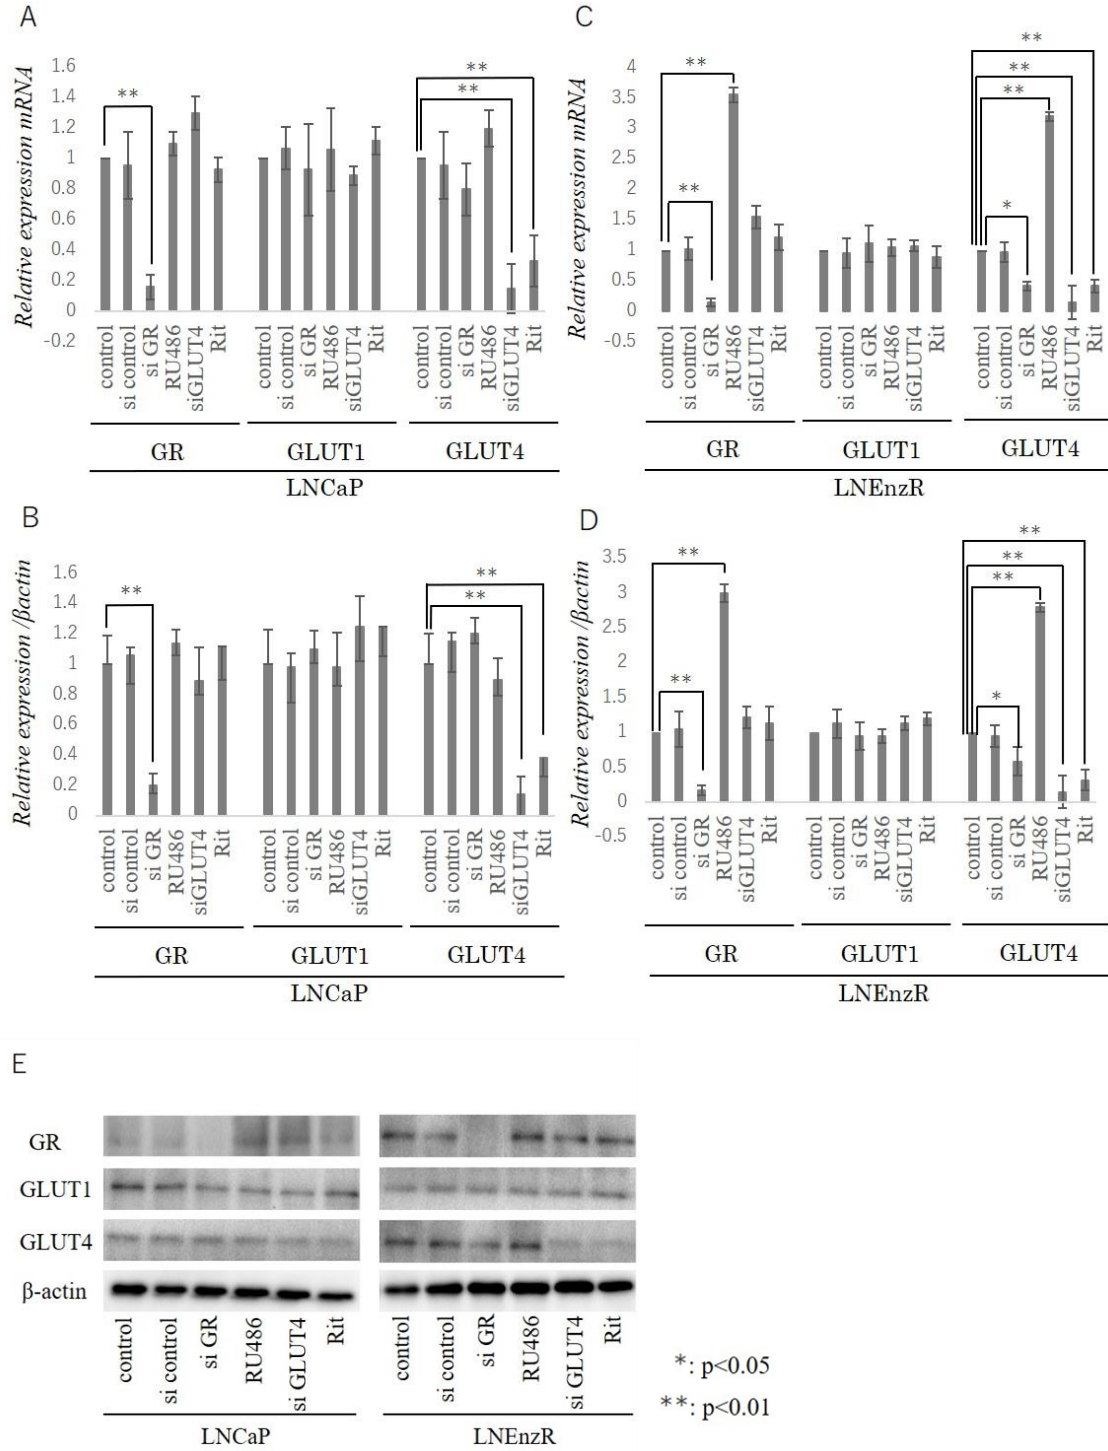 A
Relative expression mRNA
1.6
1.4
1.2
1
0.8
0.6
0.4
0.2
0
-0.2
**
**
**
control
si control
si GR
RU486
siGLUT4
Rit
control
si control
si GR
RU486
siGLUT4
Rit
control
si control
si GR
RU486
siGLUT4
Rit
GR GLUT1 GLUT4
LNCaP
C
Relative expression mRNA
4
3.5
3
2.5
2
1.5
1
0.5
0
-0.5
**
**
**
**
**
*
control
si control
si GR
RU486
siGLUT4
Rit
control
si control
si GR
RU486
siGLUT4
Rit
control
si control
si GR
RU486
siGLUT4
Rit
GR GLUT1 GLUT4
LNEnzR
B
Relative expression /βactin
1.6
1.4
1.2
1
0.8
0.6
0.4
0.2
0
**
**
**
control
si control
si GR
RU486
siGLUT4
Rit
control
si control
si GR
RU486
siGLUT4
Rit
control
si control
si GR
RU486
siGLUT4
Rit
GR GLUT1 GLUT4
LNCaP
D
Relative expression /βactin
3.5
3
2.5
2
1.5
1
0.5
0
-0.5
**
**
**
**
**
*
control
si control
si GR
RU486
siGLUT4
Rit
control
si control
si GR
RU486
siGLUT4
Rit
control
si control
si GR
RU486
siGLUT4
Rit
GR GLUT1 GLUT4
LNEnzR
E
GR
GLUT1
GLUT4
β-actin
control
si control
si GR
RU486
si GLUT4
Rit
control
si control
si GR
RU486
si GLUT4
Rit
LNCaP LNEnzR
*: p<0.05
**: p<0.01